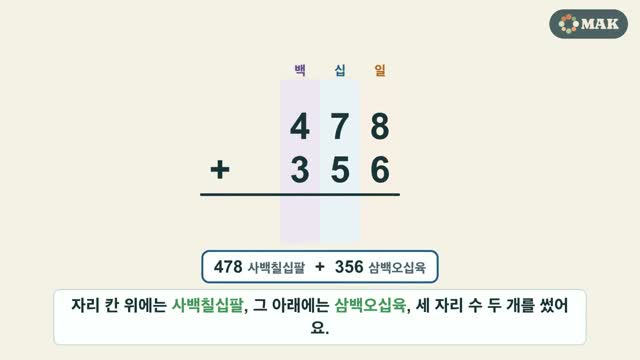 MAK
백 십 일
4 7 8
+ 3 5 6
478 사백칠십팔 + 356 삼백오십육
자리 칸 위에는 사백칠십팔, 그 아래에는 삼백오십육, 세 자리 수 두 개를 썼어
요.